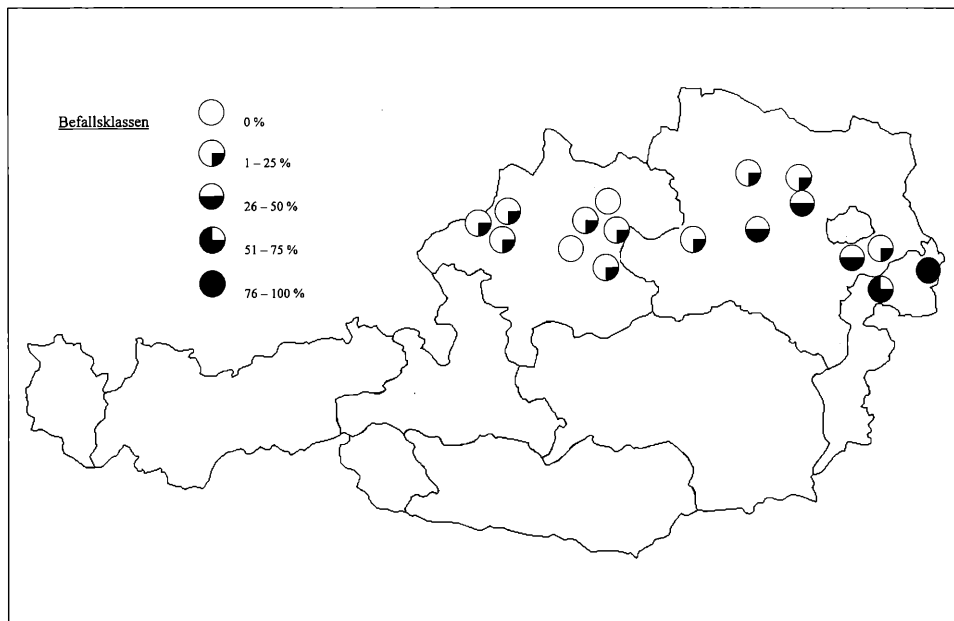 Befallsklassen
0 %
1 – 25 %
26 – 50 %
51 – 75 %
76 – 100 %